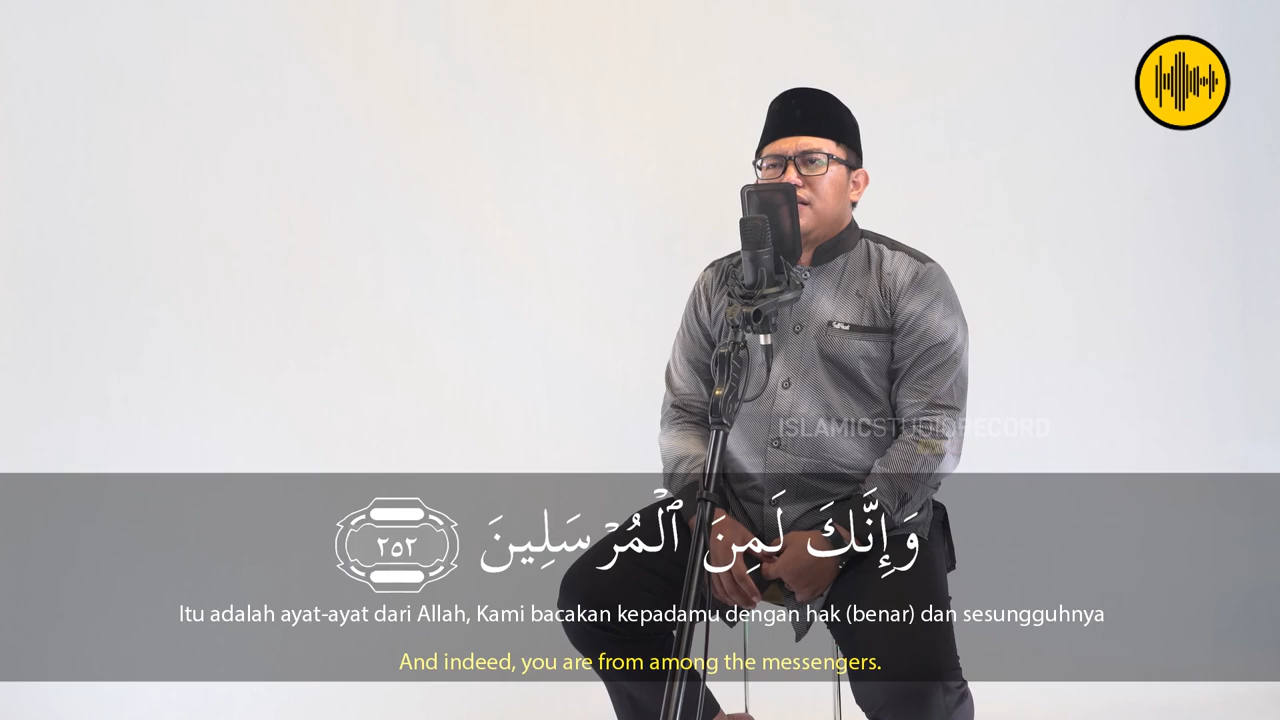 ISLAMICSTUDIORECORD
وَإِنَّكَ لَمِنَ ٱلْمُرْسَلِينَ ٢٥٢
Itu adalah ayat-ayat dari Allah, Kami bacakan kepadamu dengan hak (benar) dan sesungguhnya
And indeed, you are from among the messengers.